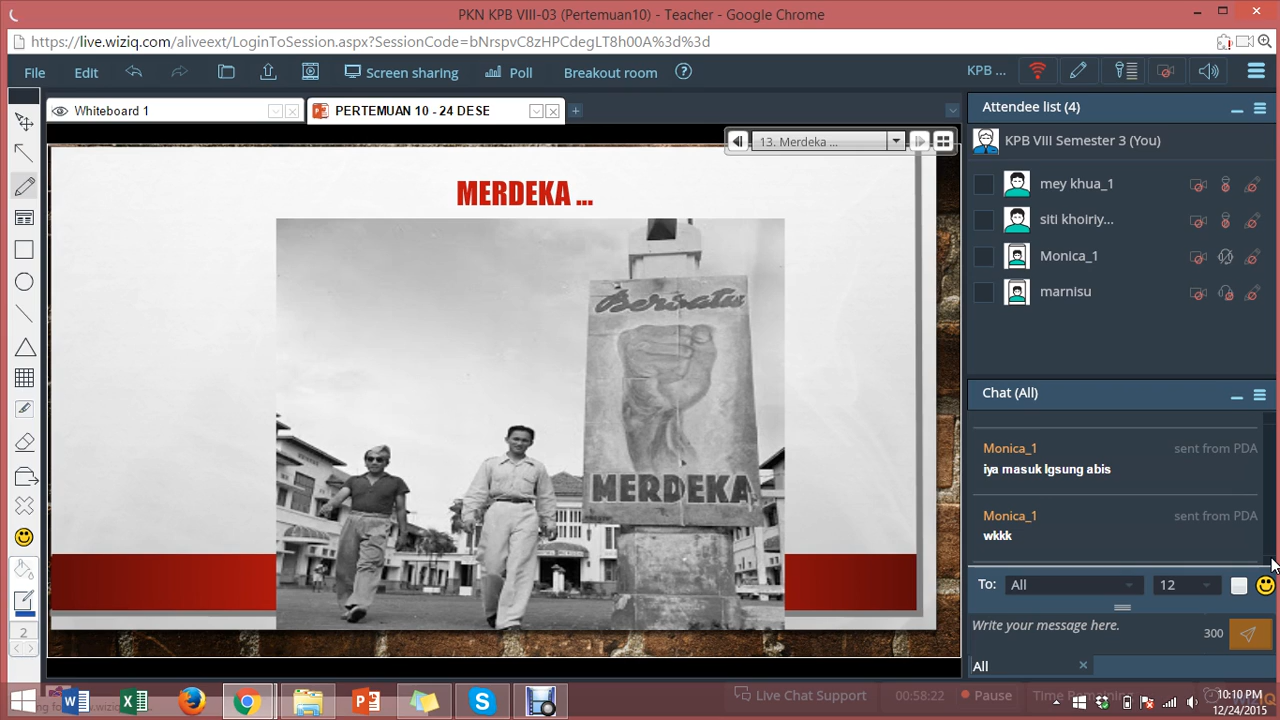 PKN KPB VIII-03 (Pertemuan10) - Teacher - Google Chrome
https://live.wiziq.com/aliveext/LoginToSession.aspx?SessionCode=bNrspvC8zHPCdegLT8h00A%3d%3d
File Edit Screen sharing Poll Breakout room KPB ...
Whiteboard 1 PERTEMUAN 10 - 24 DESE
13. Merdeka ...
MERDEKA ...
Bersatu
MERDEKA
Attendee list (4)
KPB VIII Semester 3 (You)
mey khua_1
siti khoiriy...
Monica_1
marnisu
Chat (All)
Monica_1 sent from PDA
iya masuk lgsung abis
Monica_1 sent from PDA
wkkk
To: All 12
Write your message here. 300
All
2
Live Chat Support 00:58:22 Pause
10:10 PM
12/24/2015